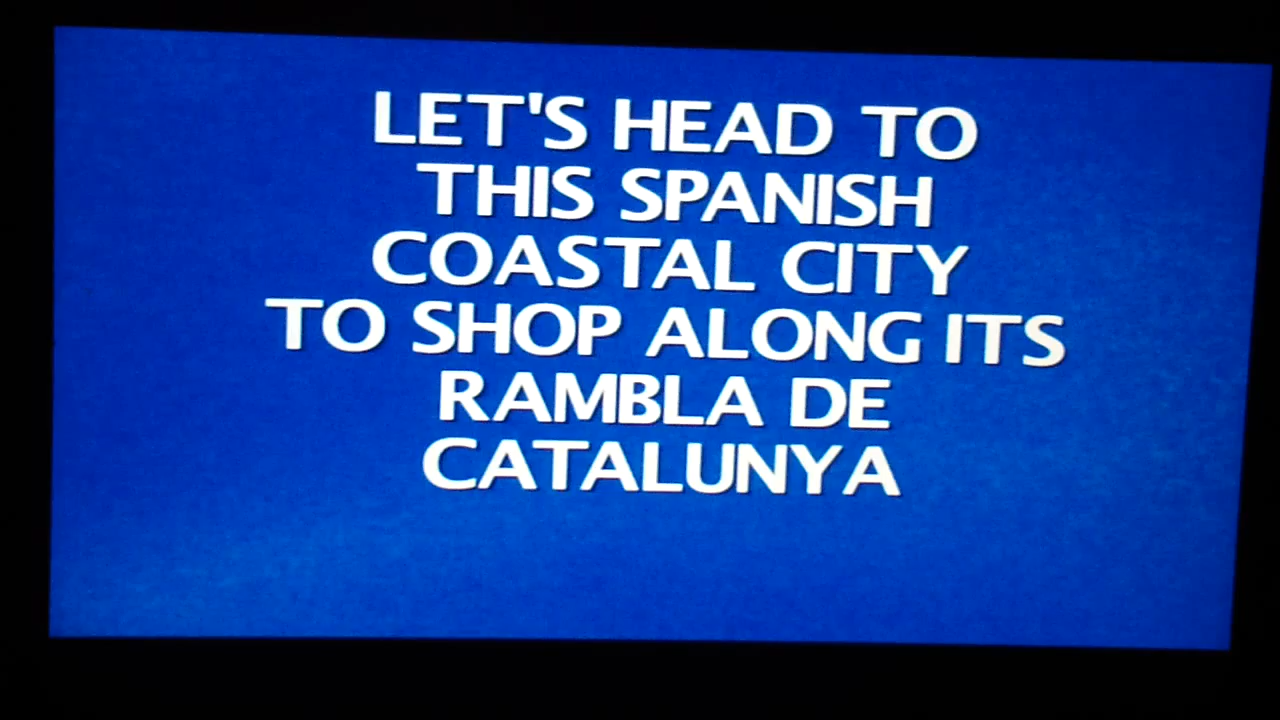 LET'S HEAD TO
THIS SPANISH
COASTAL CITY
TO SHOP ALONG ITS
RAMBLA DE
CATALUNYA